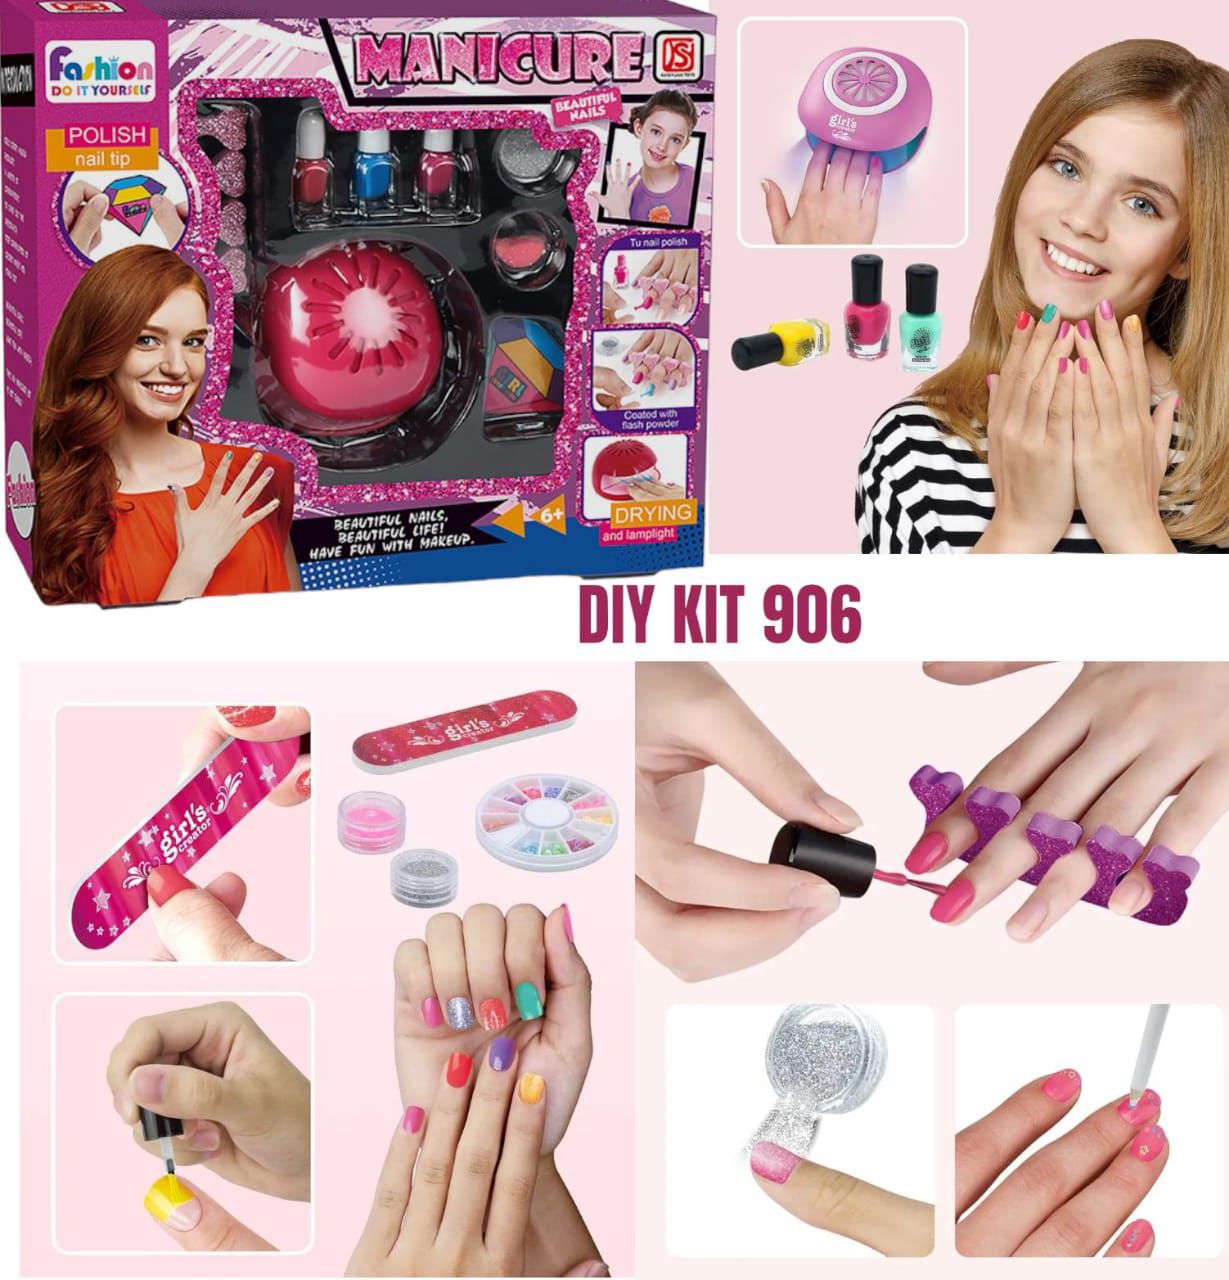 Fashion
DO IT YOURSELF
MANICURE
BEAUTIFUL
NAILS
POLISH
nail tip
Tu nail polish
Coated with
flash powder
DRYING
and lamplight
6+
BEAUTIFUL NAILS,
BEAUTIFUL LIFE!
HAVE FUN WITH MAKEUP.
girl's
creator
DIY KIT 906
girl's
creator
girl's
creator